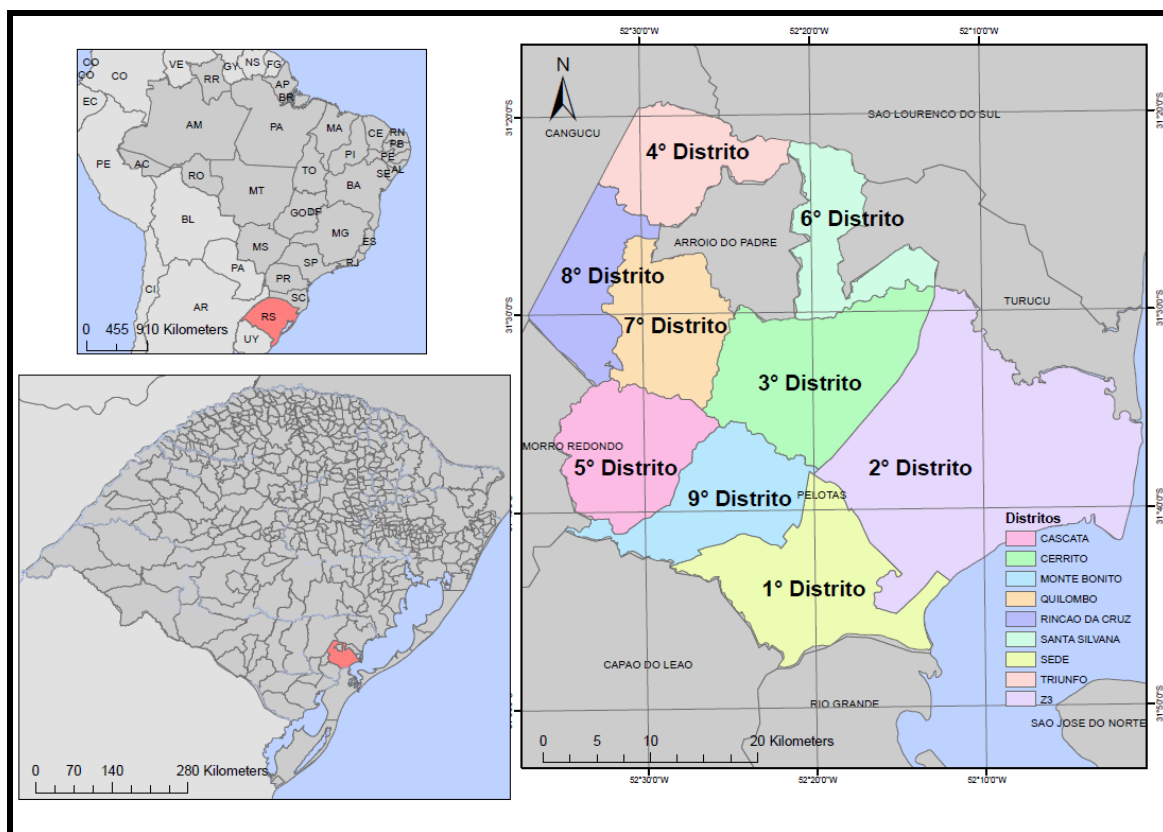 CO
CO
CO
VE
GY
NS
FG
RR
AP
BR
EC
AM
PA
MA
CE
RN
PB
PI
PE
AL
SE
PE
AC
RO
TO
BA
MT
BL
GO
DF
MG
ES
MS
SP
RJ
PA
PR
SC
CI
AR
RS
UY
0 455 910 Kilometers
0 70 140 280 Kilometers
52°30'0"W 52°20'0"W 52°10'0"W
N
31°20'0"S
31°20'0"S
CANGUCU
SAO LOURENCO DO SUL
4° Distrito
6° Distrito
ARROIO DO PADRE
8° Distrito
TURUCU
31°30'0"S
31°30'0"S
7° Distrito
3° Distrito
MORRO REDONDO
5° Distrito
2° Distrito
9° Distrito
PELOTAS
31°40'0"S
1° Distrito
CAPAO DO LEAO
RIO GRANDE
31°50'0"S
SAO JOSE DO NORTE
Distritos
CASCATA
CERRITO
MONTE BONITO
QUILOMBO
RINCAO DA CRUZ
SANTA SILVANA
SEDE
TRIUNFO
Z3
0 5 10 20 Kilometers
52°30'0"W 52°20'0"W 52°10'0"W